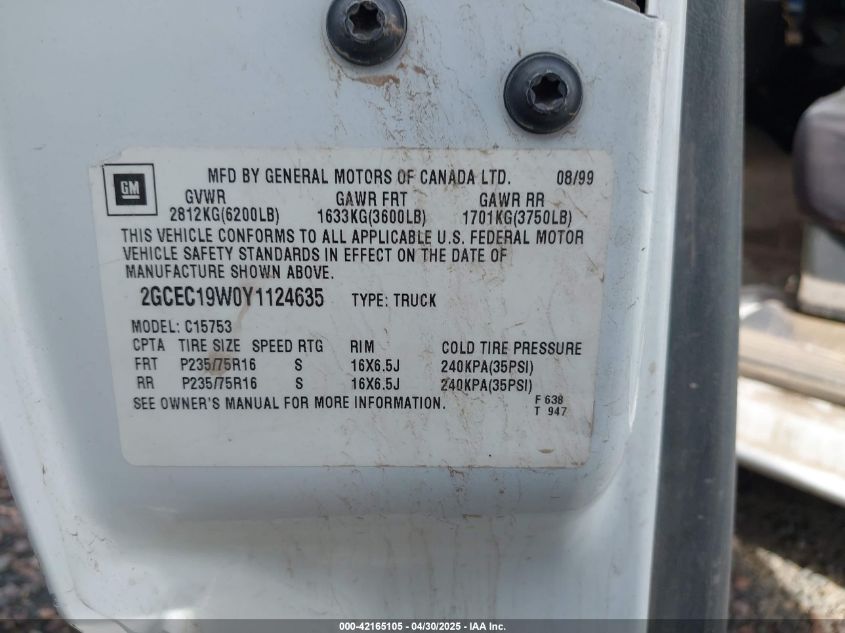 GM
MFD BY GENERAL MOTORS OF CANADA LTD. 08/99
GVWR GAWR FRT GAWR RR
2812KG(6200LB) 1633KG(3600LB) 1701KG(3750LB)
THIS VEHICLE CONFORMS TO ALL APPLICABLE U.S. FEDERAL MOTOR
VEHICLE SAFETY STANDARDS IN EFFECT ON THE DATE OF
MANUFACTURE SHOWN ABOVE.
2GCEC19W0Y1124635 TYPE: TRUCK
MODEL: C15753
CPTA TIRE SIZE SPEED RTG RIM COLD TIRE PRESSURE
FRT P235/75R16 S 16X6.5J 240KPA(35PSI)
RR P235/75R16 S 16X6.5J 240KPA(35PSI)
SEE OWNER'S MANUAL FOR MORE INFORMATION. F 638
T 947
000-42165105 - 04/30/2025 - IAA Inc.